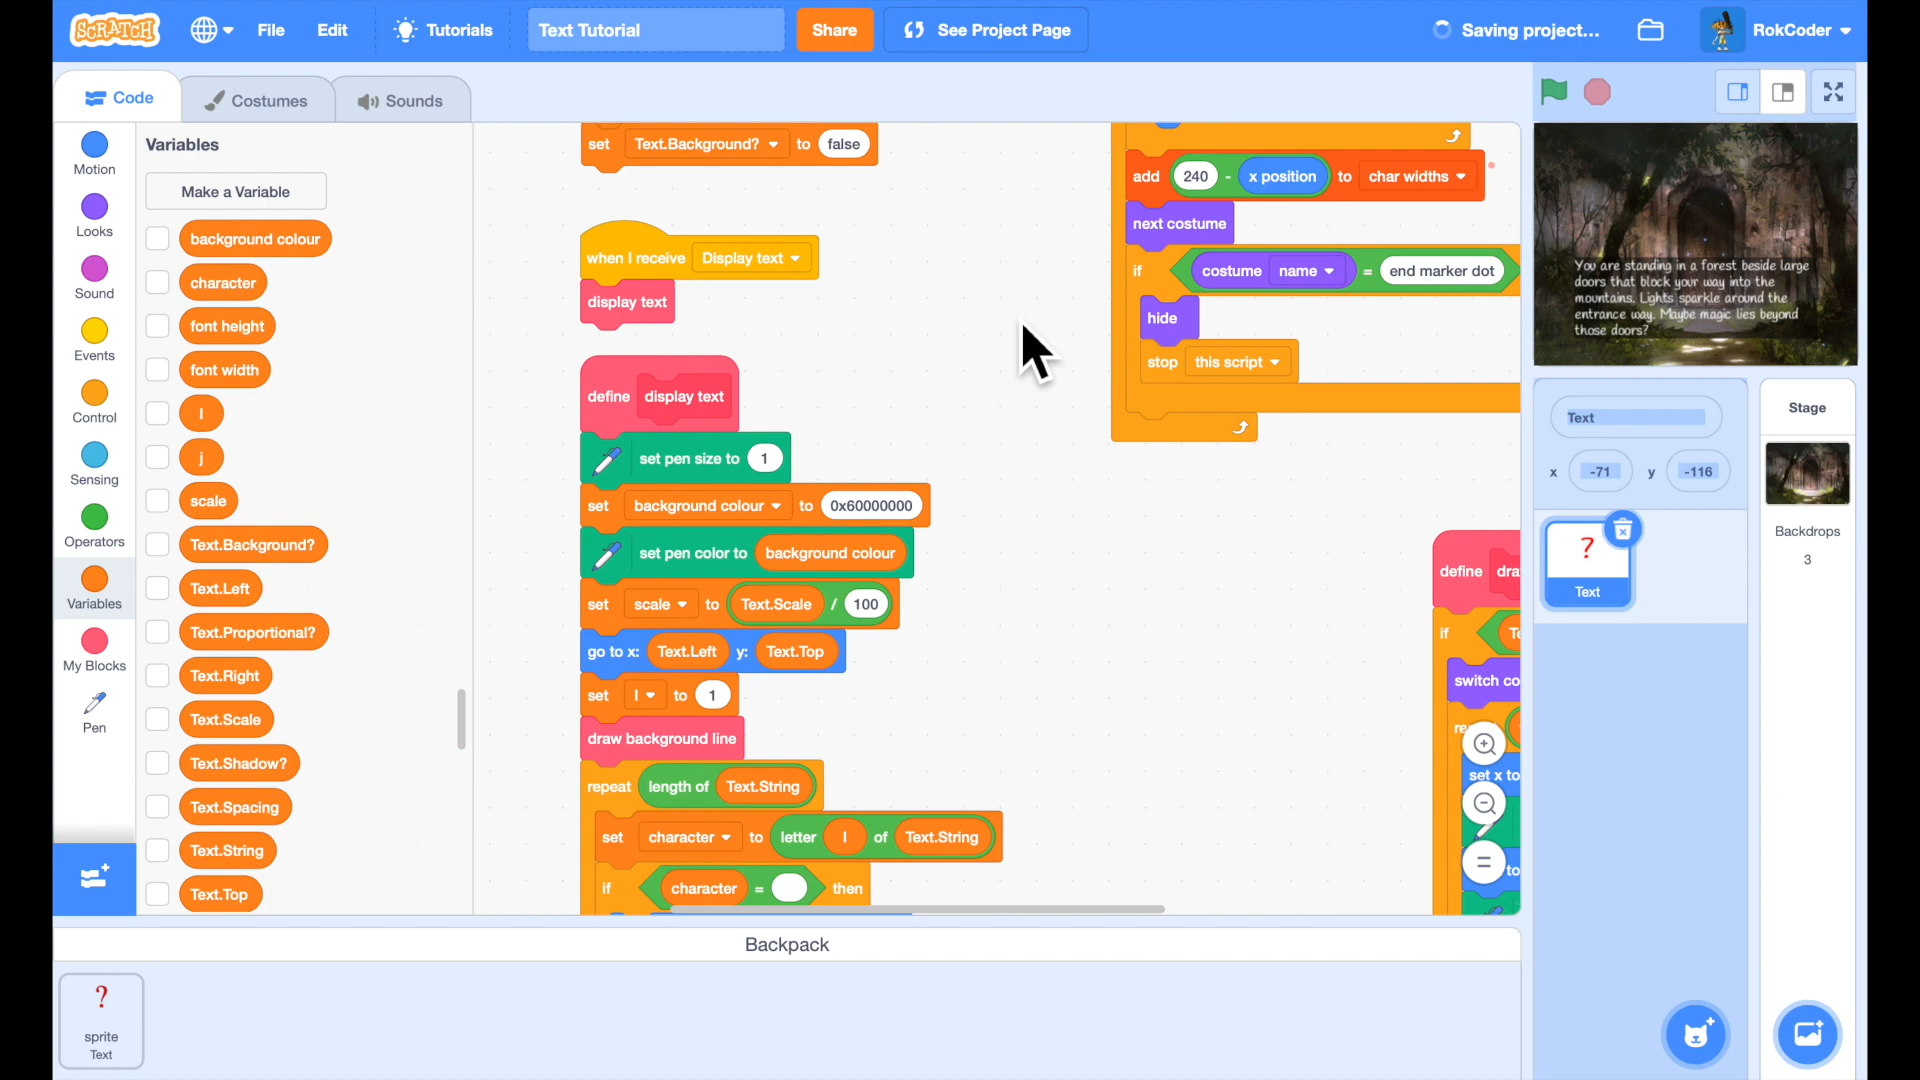 SCRATCH
File
Edit
Tutorials
Text Tutorial
Share
See Project Page
Saving project...
RokCoder
Code
Costumes
Sounds
Motion
Looks
Sound
Events
Control
Sensing
Operators
Variables
My Blocks
Pen
Variables
Make a Variable
background colour
character
font height
font width
I
j
scale
Text.Background?
Text.Left
Text.Proportional?
Text.Right
Text.Scale
Text.Shadow?
Text.Spacing
Text.String
Text.Top
set Text.Background? to false
when I receive Display text
display text
define display text
set pen size to 1
set background colour to 0x60000000
set pen color to background colour
set scale to Text.Scale / 100
go to x: Text.Left y: Text.Top
set I to 1
draw background line
repeat length of Text.String
set character to letter I of Text.String
if character = then
add 240 - x position to char widths
next costume
if costume name = end marker dot
hide
stop this script
define dra
if Te
switch co
re
set x to
to
You are standing in a forest beside large
doors that block your way into the
mountains. Lights sparkle around the
entrance way. Maybe magic lies beyond
those doors?
Text
x -71 y -116
?
Text
Stage
Backdrops
3
Backpack
?
sprite
Text